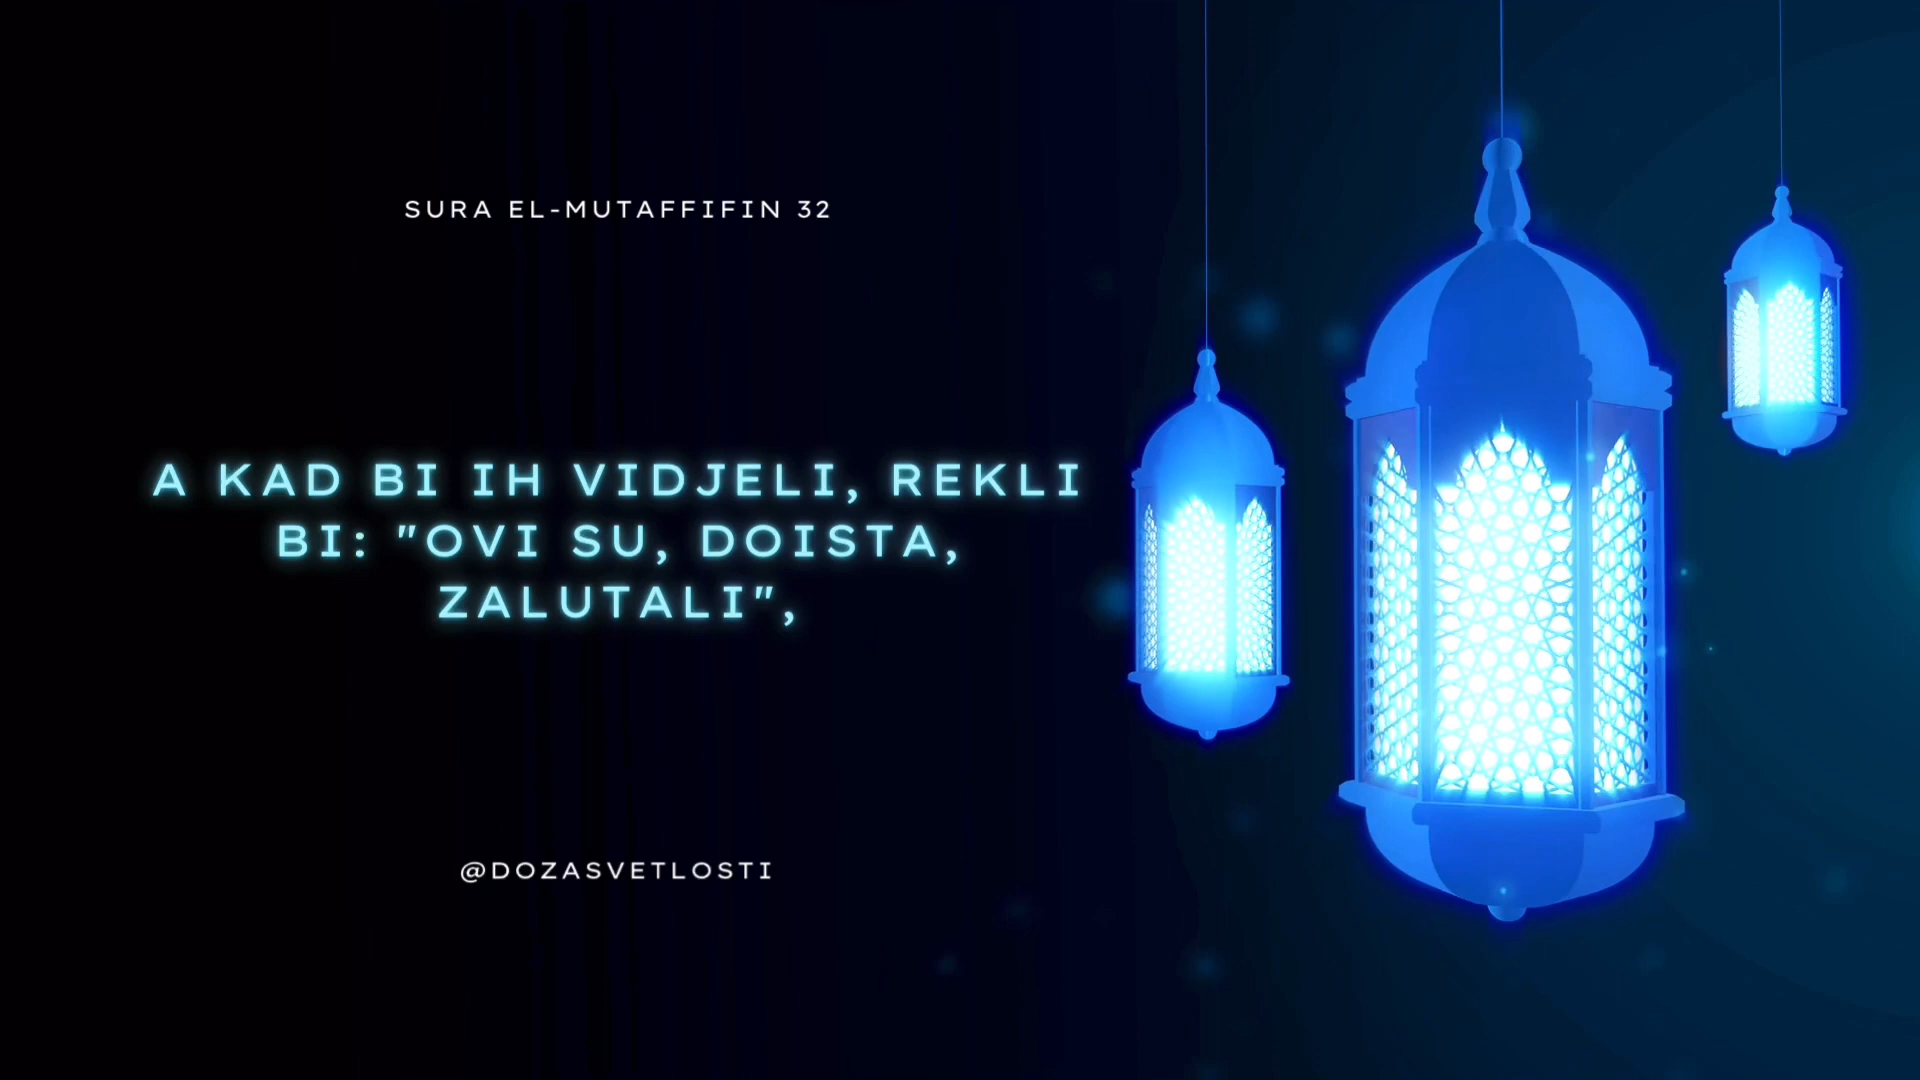 SURA EL-MUTAFFIFIN 32
A KAD BI IH VIDJELI, REKLI
BI: "OVI SU, DOISTA,
ZALUTALI",
@DOZASVETLOSTI